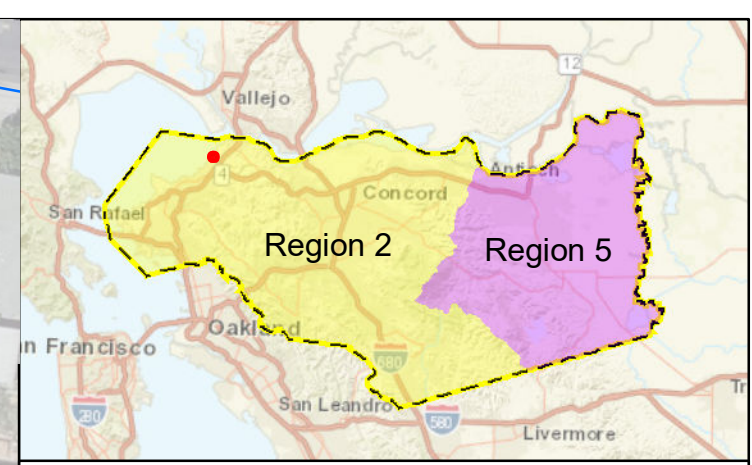 12
Vallejo
Antioch
4
Concord
San Rafael
Region 2
Region 5
Oakland
n Francisco
680
San Leandro
280
580
Livermore
Tr